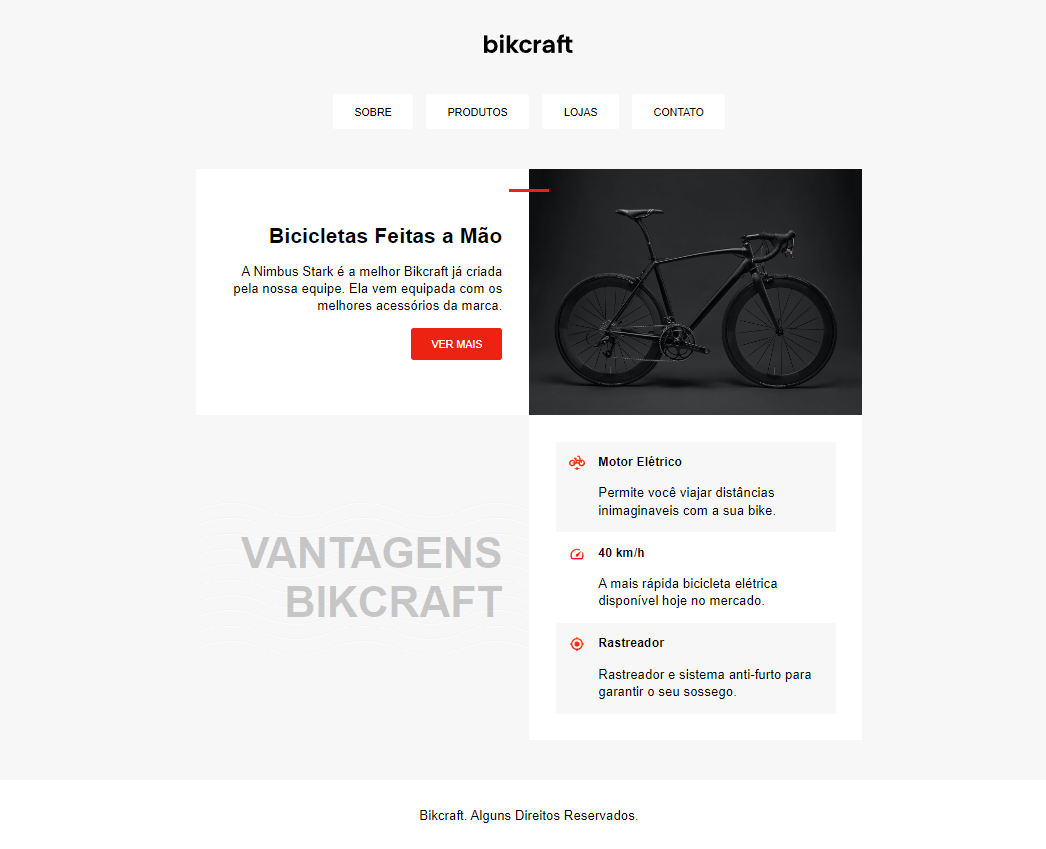 bikcraft
SOBRE
PRODUTOS
LOJAS
CONTATO
Bicicletas Feitas a Mão
A Nimbus Stark é a melhor Bikcraft já criada
pela nossa equipe. Ela vem equipada com os
melhores acessórios da marca.
VER MAIS
VANTAGENS
BIKCRAFT
Motor Elétrico
Permite você viajar distâncias
inimaginaveis com a sua bike.
40 km/h
A mais rápida bicicleta elétrica
disponível hoje no mercado.
Rastreador
Rastreador e sistema anti-furto para
garantir o seu sossego.
Bikcraft. Alguns Direitos Reservados.